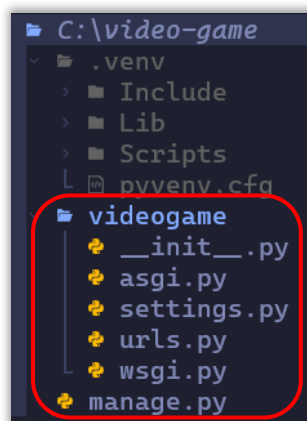 C:\video-game
.venv
Include
Lib
Scripts
pyvenv.cfg
videogame
__init__.py
asgi.py
settings.py
urls.py
wsgi.py
manage.py